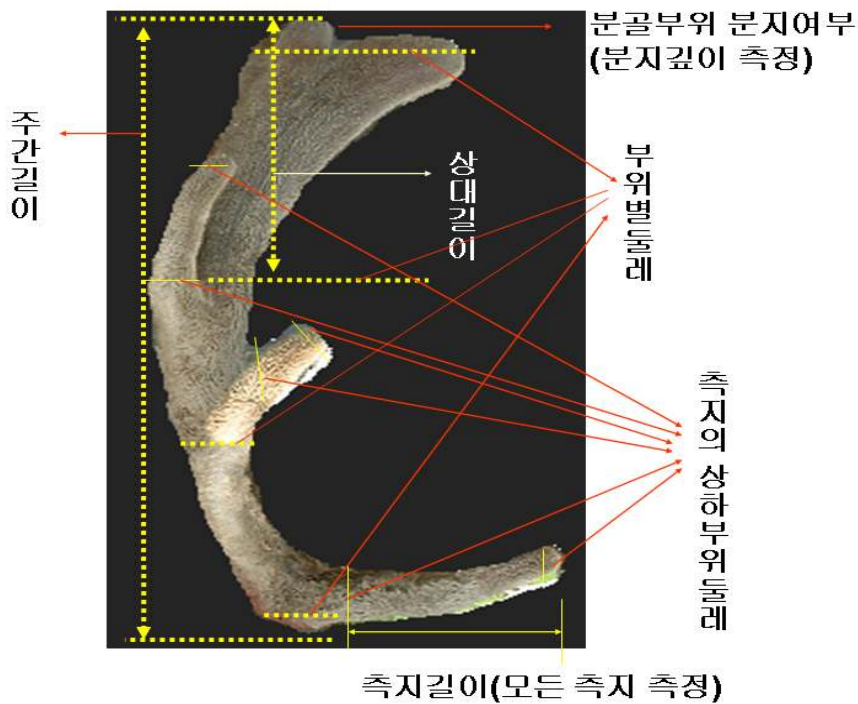 분골부위 분지여부
(분지깊이 측정)
주간길이
상대길이
부위별둘레
측지의 상하부위둘레
측지길이(모든 측지 측정)